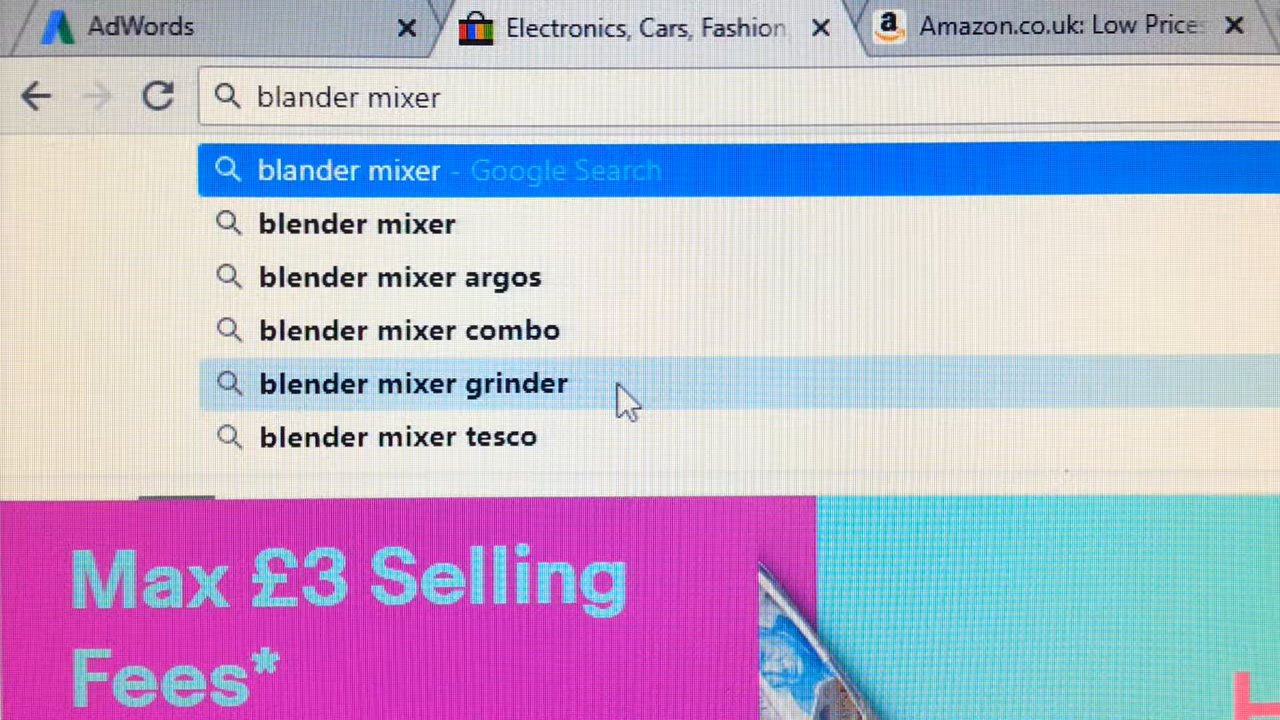 AdWords
Electronics, Cars, Fashion
Amazon.co.uk: Low Price
blander mixer
blander mixer - Google Search
blender mixer
blender mixer argos
blender mixer combo
blender mixer grinder
blender mixer tesco
Max £3 Selling
Fees*